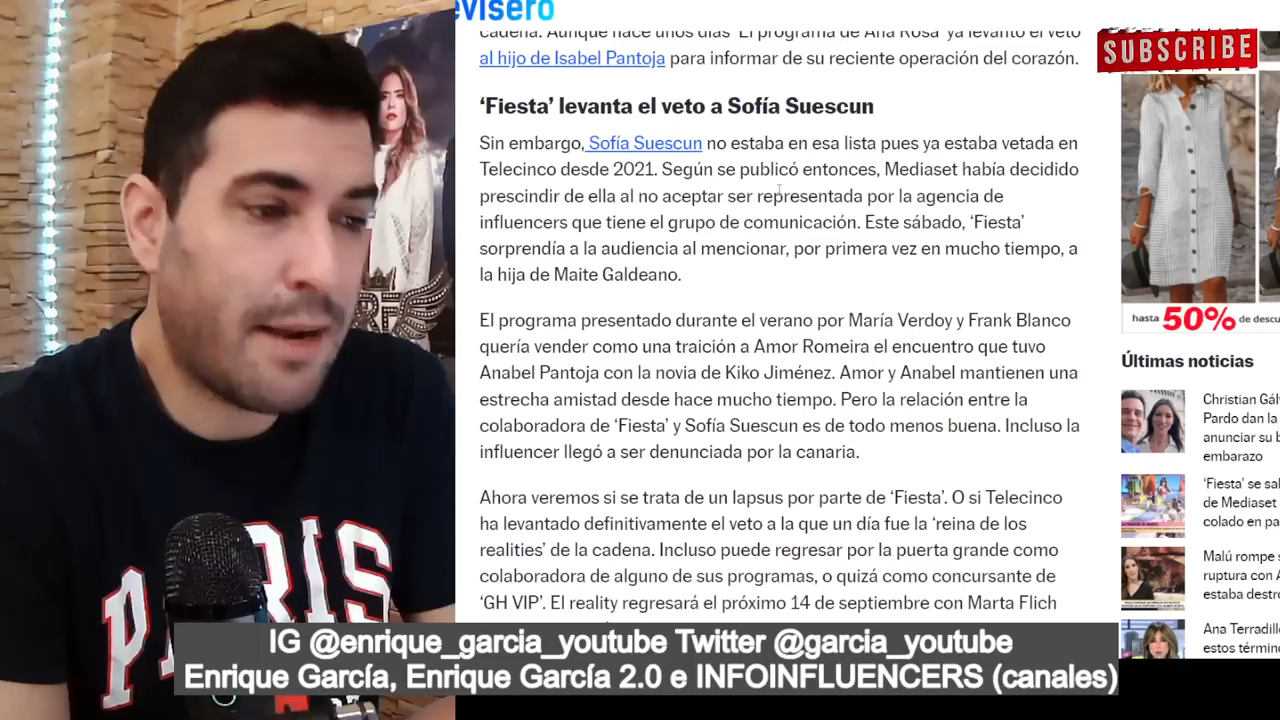 evisero
SUBSCRIBE
cadena. Aunque hace unos días 'El programa de Ana Rosa' ya levantó el veto
al hijo de Isabel Pantoja para informar de su reciente operación del corazón.
‘Fiesta’ levanta el veto a Sofía Suescun
Sin embargo, Sofía Suescun no estaba en esa lista pues ya estaba vetada en
Telecinco desde 2021. Según se publicó entonces, Mediaset había decidido
prescindir de ella al no aceptar ser representada por la agencia de
influencers que tiene el grupo de comunicación. Este sábado, ‘Fiesta’
sorprendía a la audiencia al mencionar, por primera vez en mucho tiempo, a
la hija de Maite Galdeano.
El programa presentado durante el verano por María Verdoy y Frank Blanco
quería vender como una traición a Amor Romeira el encuentro que tuvo
Anabel Pantoja con la novia de Kiko Jiménez. Amor y Anabel mantienen una
estrecha amistad desde hace mucho tiempo. Pero la relación entre la
colaboradora de ‘Fiesta’ y Sofía Suescun es de todo menos buena. Incluso la
influencer llegó a ser denunciada por la canaria.
Ahora veremos si se trata de un lapsus por parte de ‘Fiesta’. O si Telecinco
ha levantado definitivamente el veto a la que un día fue la ‘reina de los
realities’ de la cadena. Incluso puede regresar por la puerta grande como
colaboradora de alguno de sus programas, o quizá como concursante de
‘GH VIP’. El reality regresará el próximo 14 de septiembre con Marta Flich
hasta 50% de descu
Últimas noticias
Christian Gál
Pardo dan la
anunciar su b
embarazo
‘Fiesta’ se sal
de Mediaset
colado en pa
Malú rompe s
ruptura con A
estaba destro
Ana Terradill
estos términ
PARIS
IG @enrique_garcia_youtube Twitter @garcia_youtube
Enrique García, Enrique García 2.0 e INFOINFLUENCERS (canales)